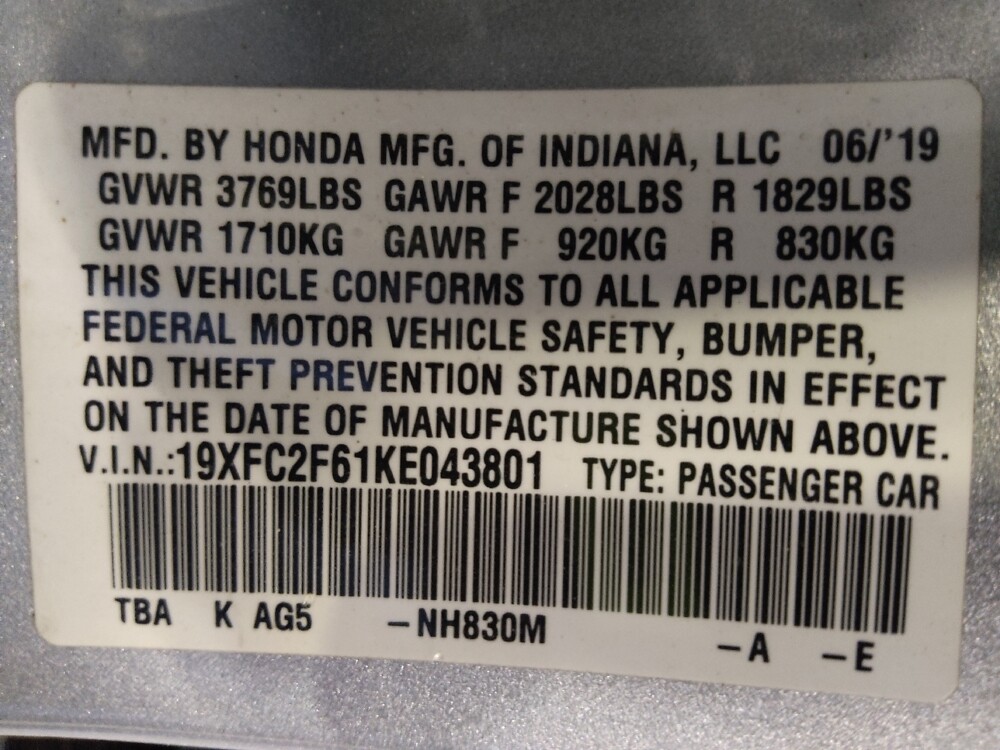 MFD. BY HONDA MFG. OF INDIANA, LLC 06/'19
GVWR 3769LBS GAWR F 2028LBS R 1829LBS
GVWR 1710KG GAWR F 920KG R 830KG
THIS VEHICLE CONFORMS TO ALL APPLICABLE
FEDERAL MOTOR VEHICLE SAFETY, BUMPER,
AND THEFT PREVENTION STANDARDS IN EFFECT
ON THE DATE OF MANUFACTURE SHOWN ABOVE.
V.I.N.:19XFC2F61KE043801 TYPE: PASSENGER CAR
TBA K AG5 -NH830M -A -E